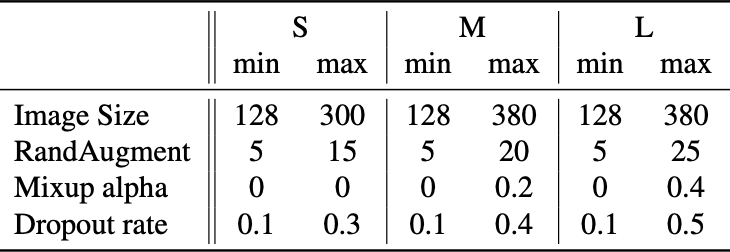 S M L
min max min max min max
Image Size 128 300 128 380 128 380
RandAugment 5 15 5 20 5 25
Mixup alpha 0 0 0 0.2 0 0.4
Dropout rate 0.1 0.3 0.1 0.4 0.1 0.5